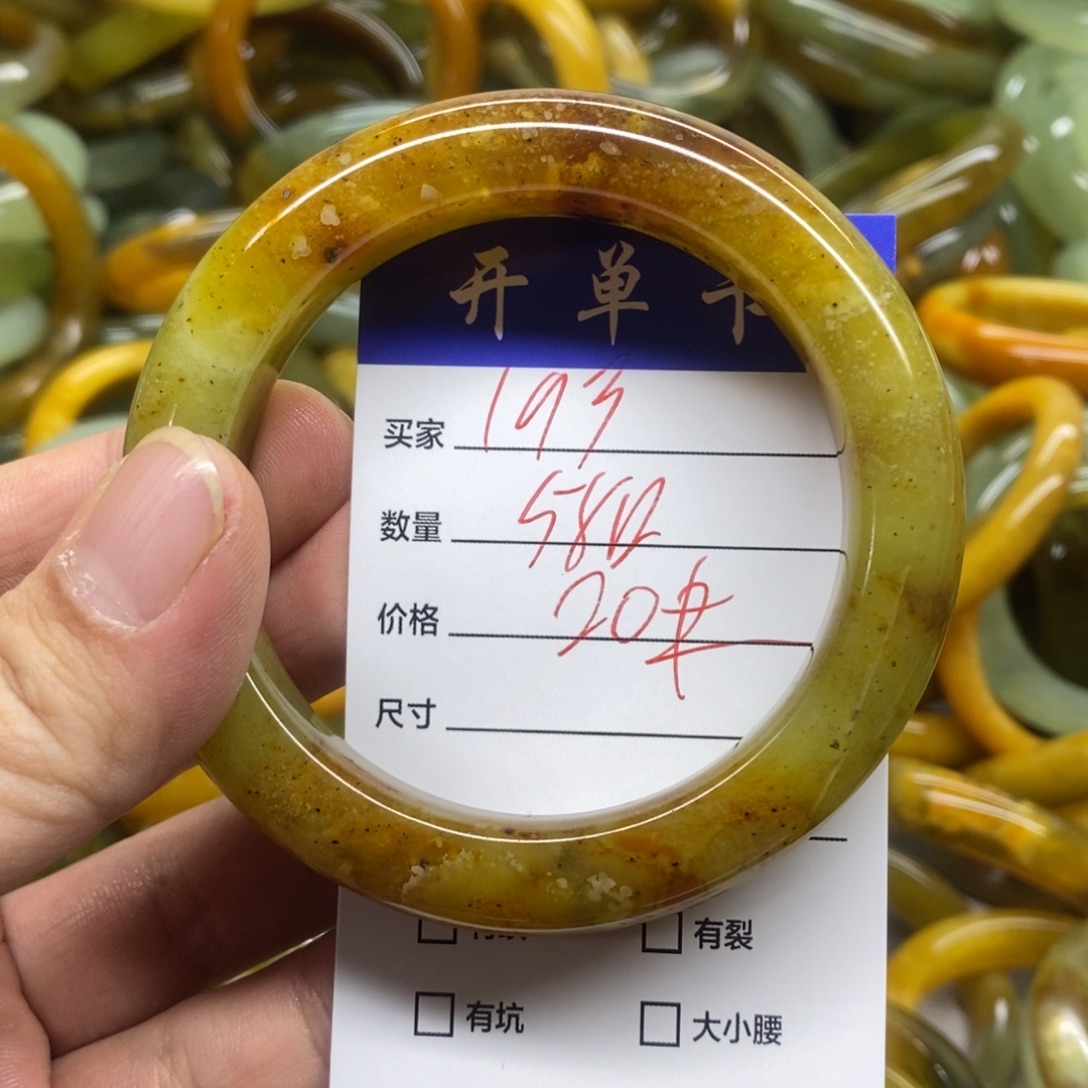 开单卡
买家 193
数量 58
价格 20
尺寸
有裂
有坑
大小腰